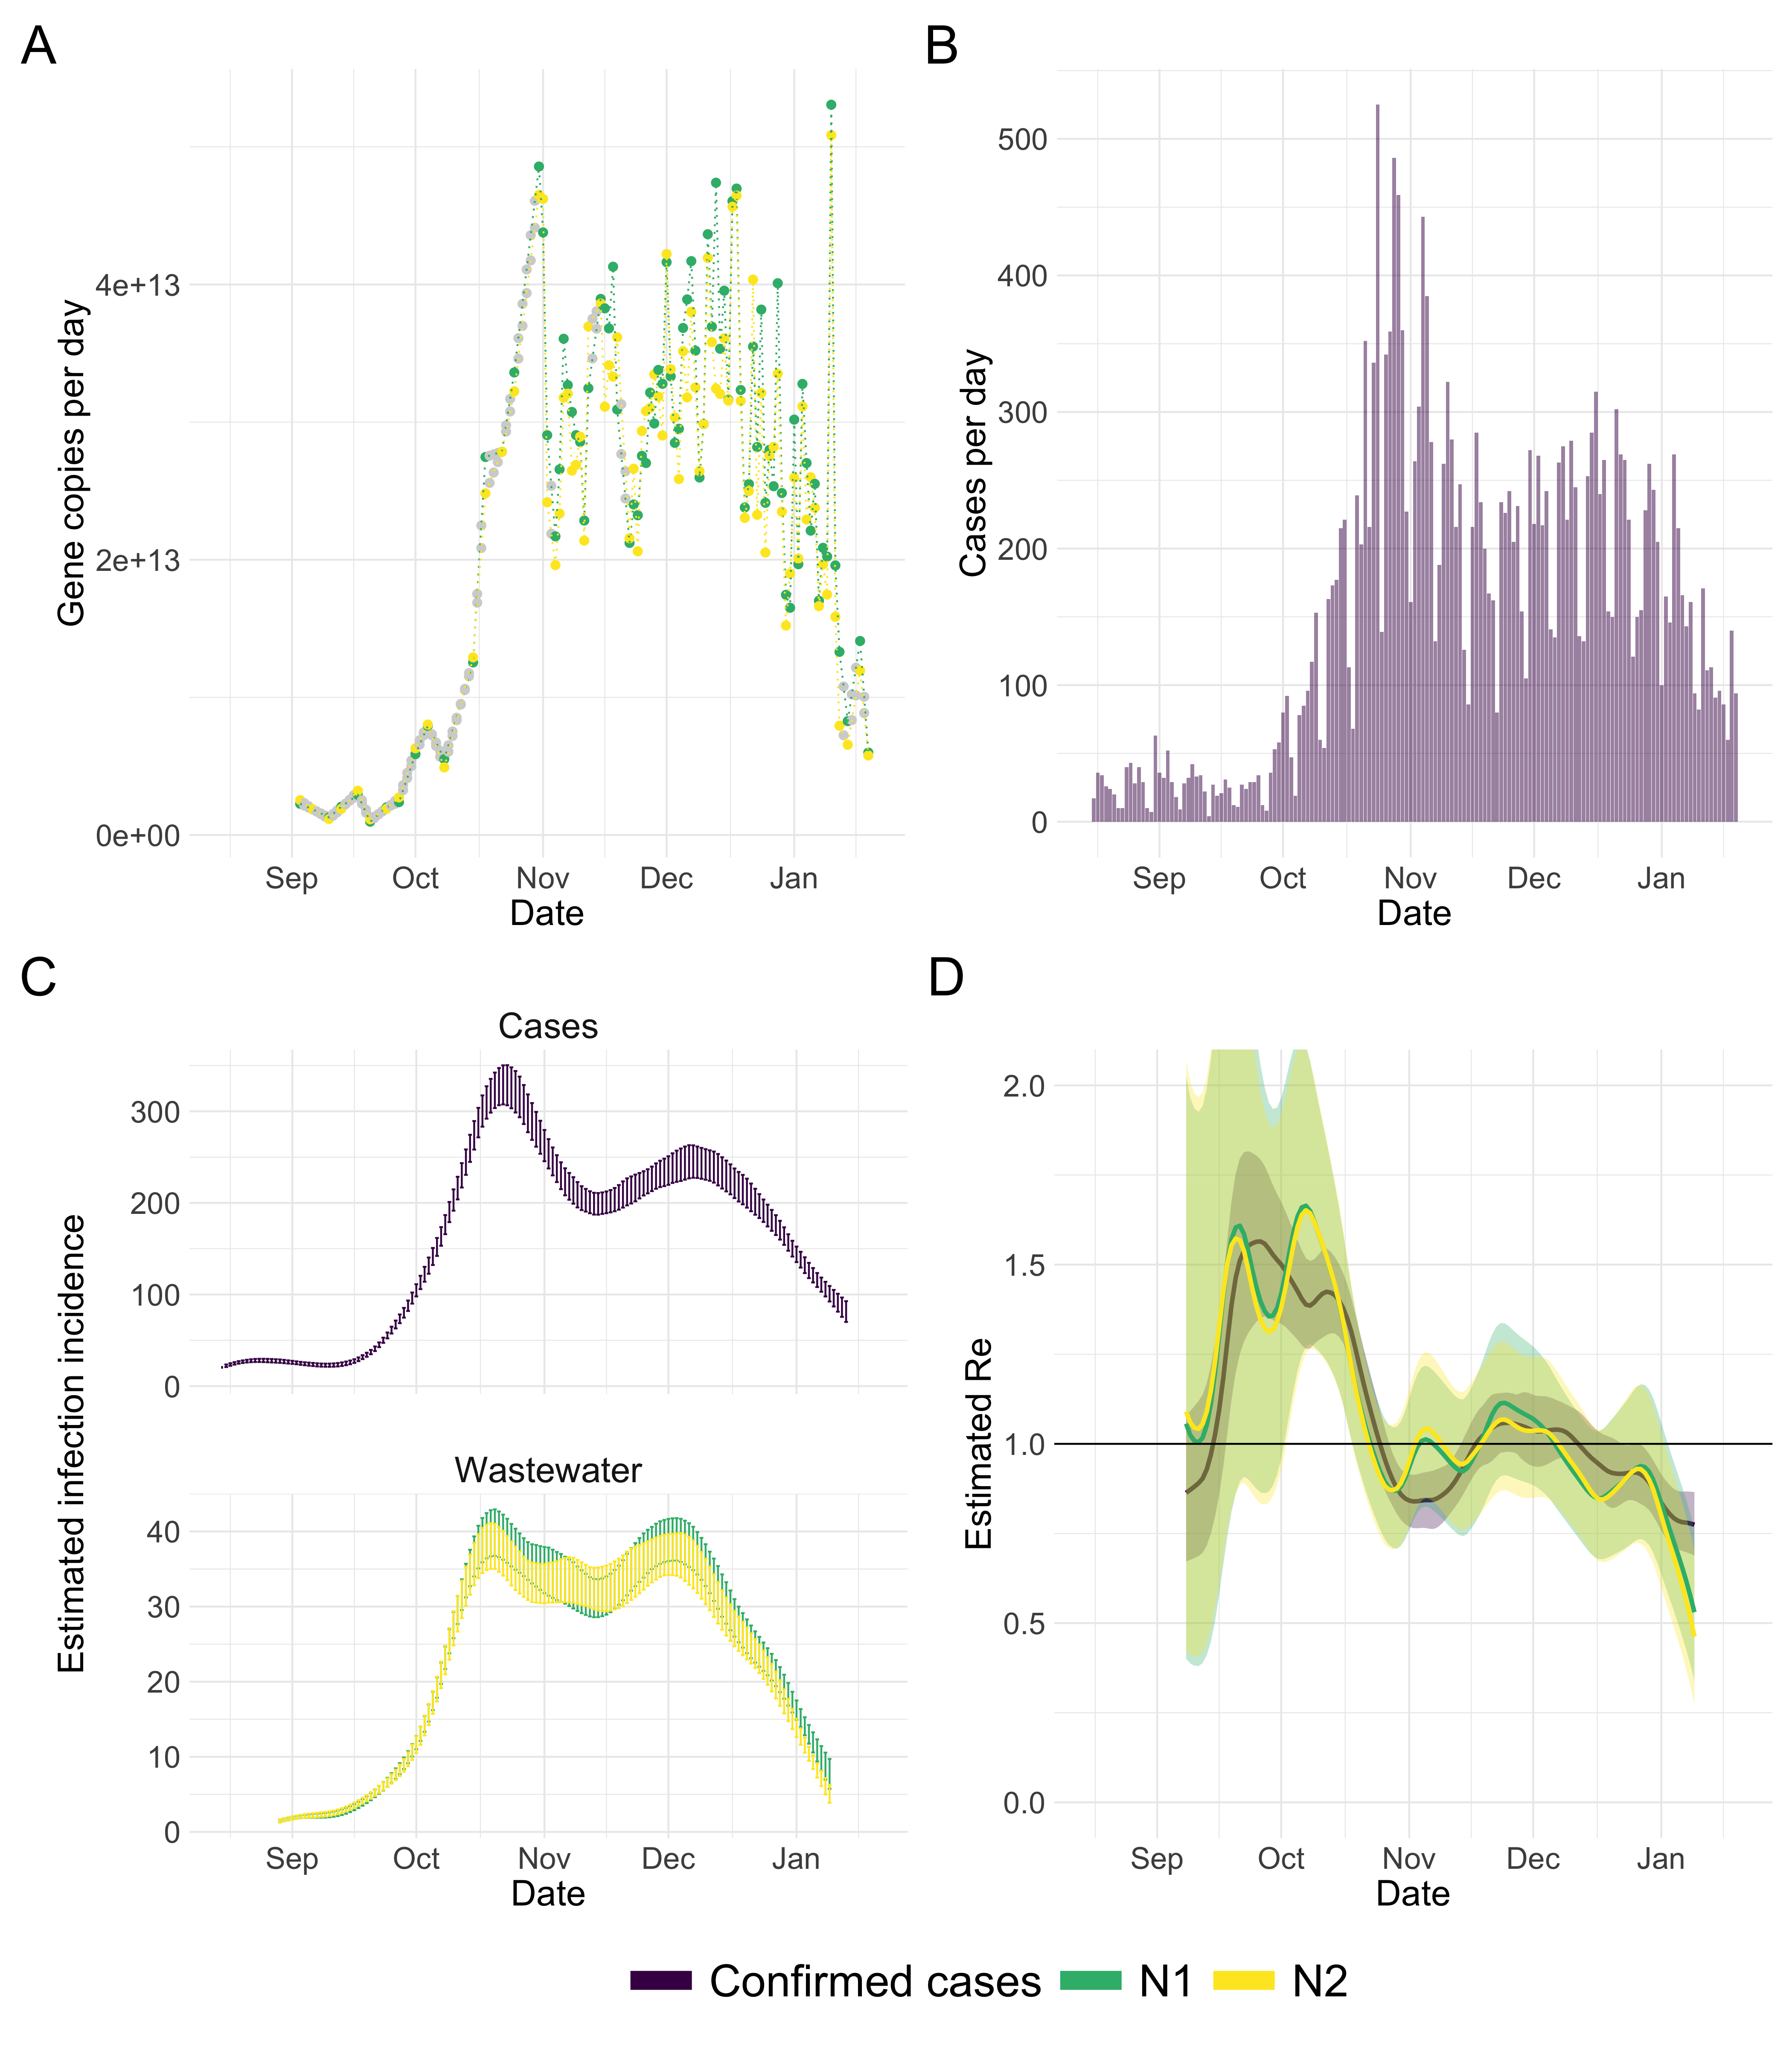 A
Gene copies per day
4e+13
2e+13
0e+00
Sep Oct Nov Dec Jan
Date
B
Cases per day
500
400
300
200
100
0
Sep Oct Nov Dec Jan
Date
C
Estimated infection incidence
Cases
300
200
100
0
Wastewater
40
30
20
10
0
Sep Oct Nov Dec Jan
Date
D
Estimated Re
2.0
1.5
1.0
0.5
0.0
Sep Oct Nov Dec Jan
Date
Confirmed cases N1 N2